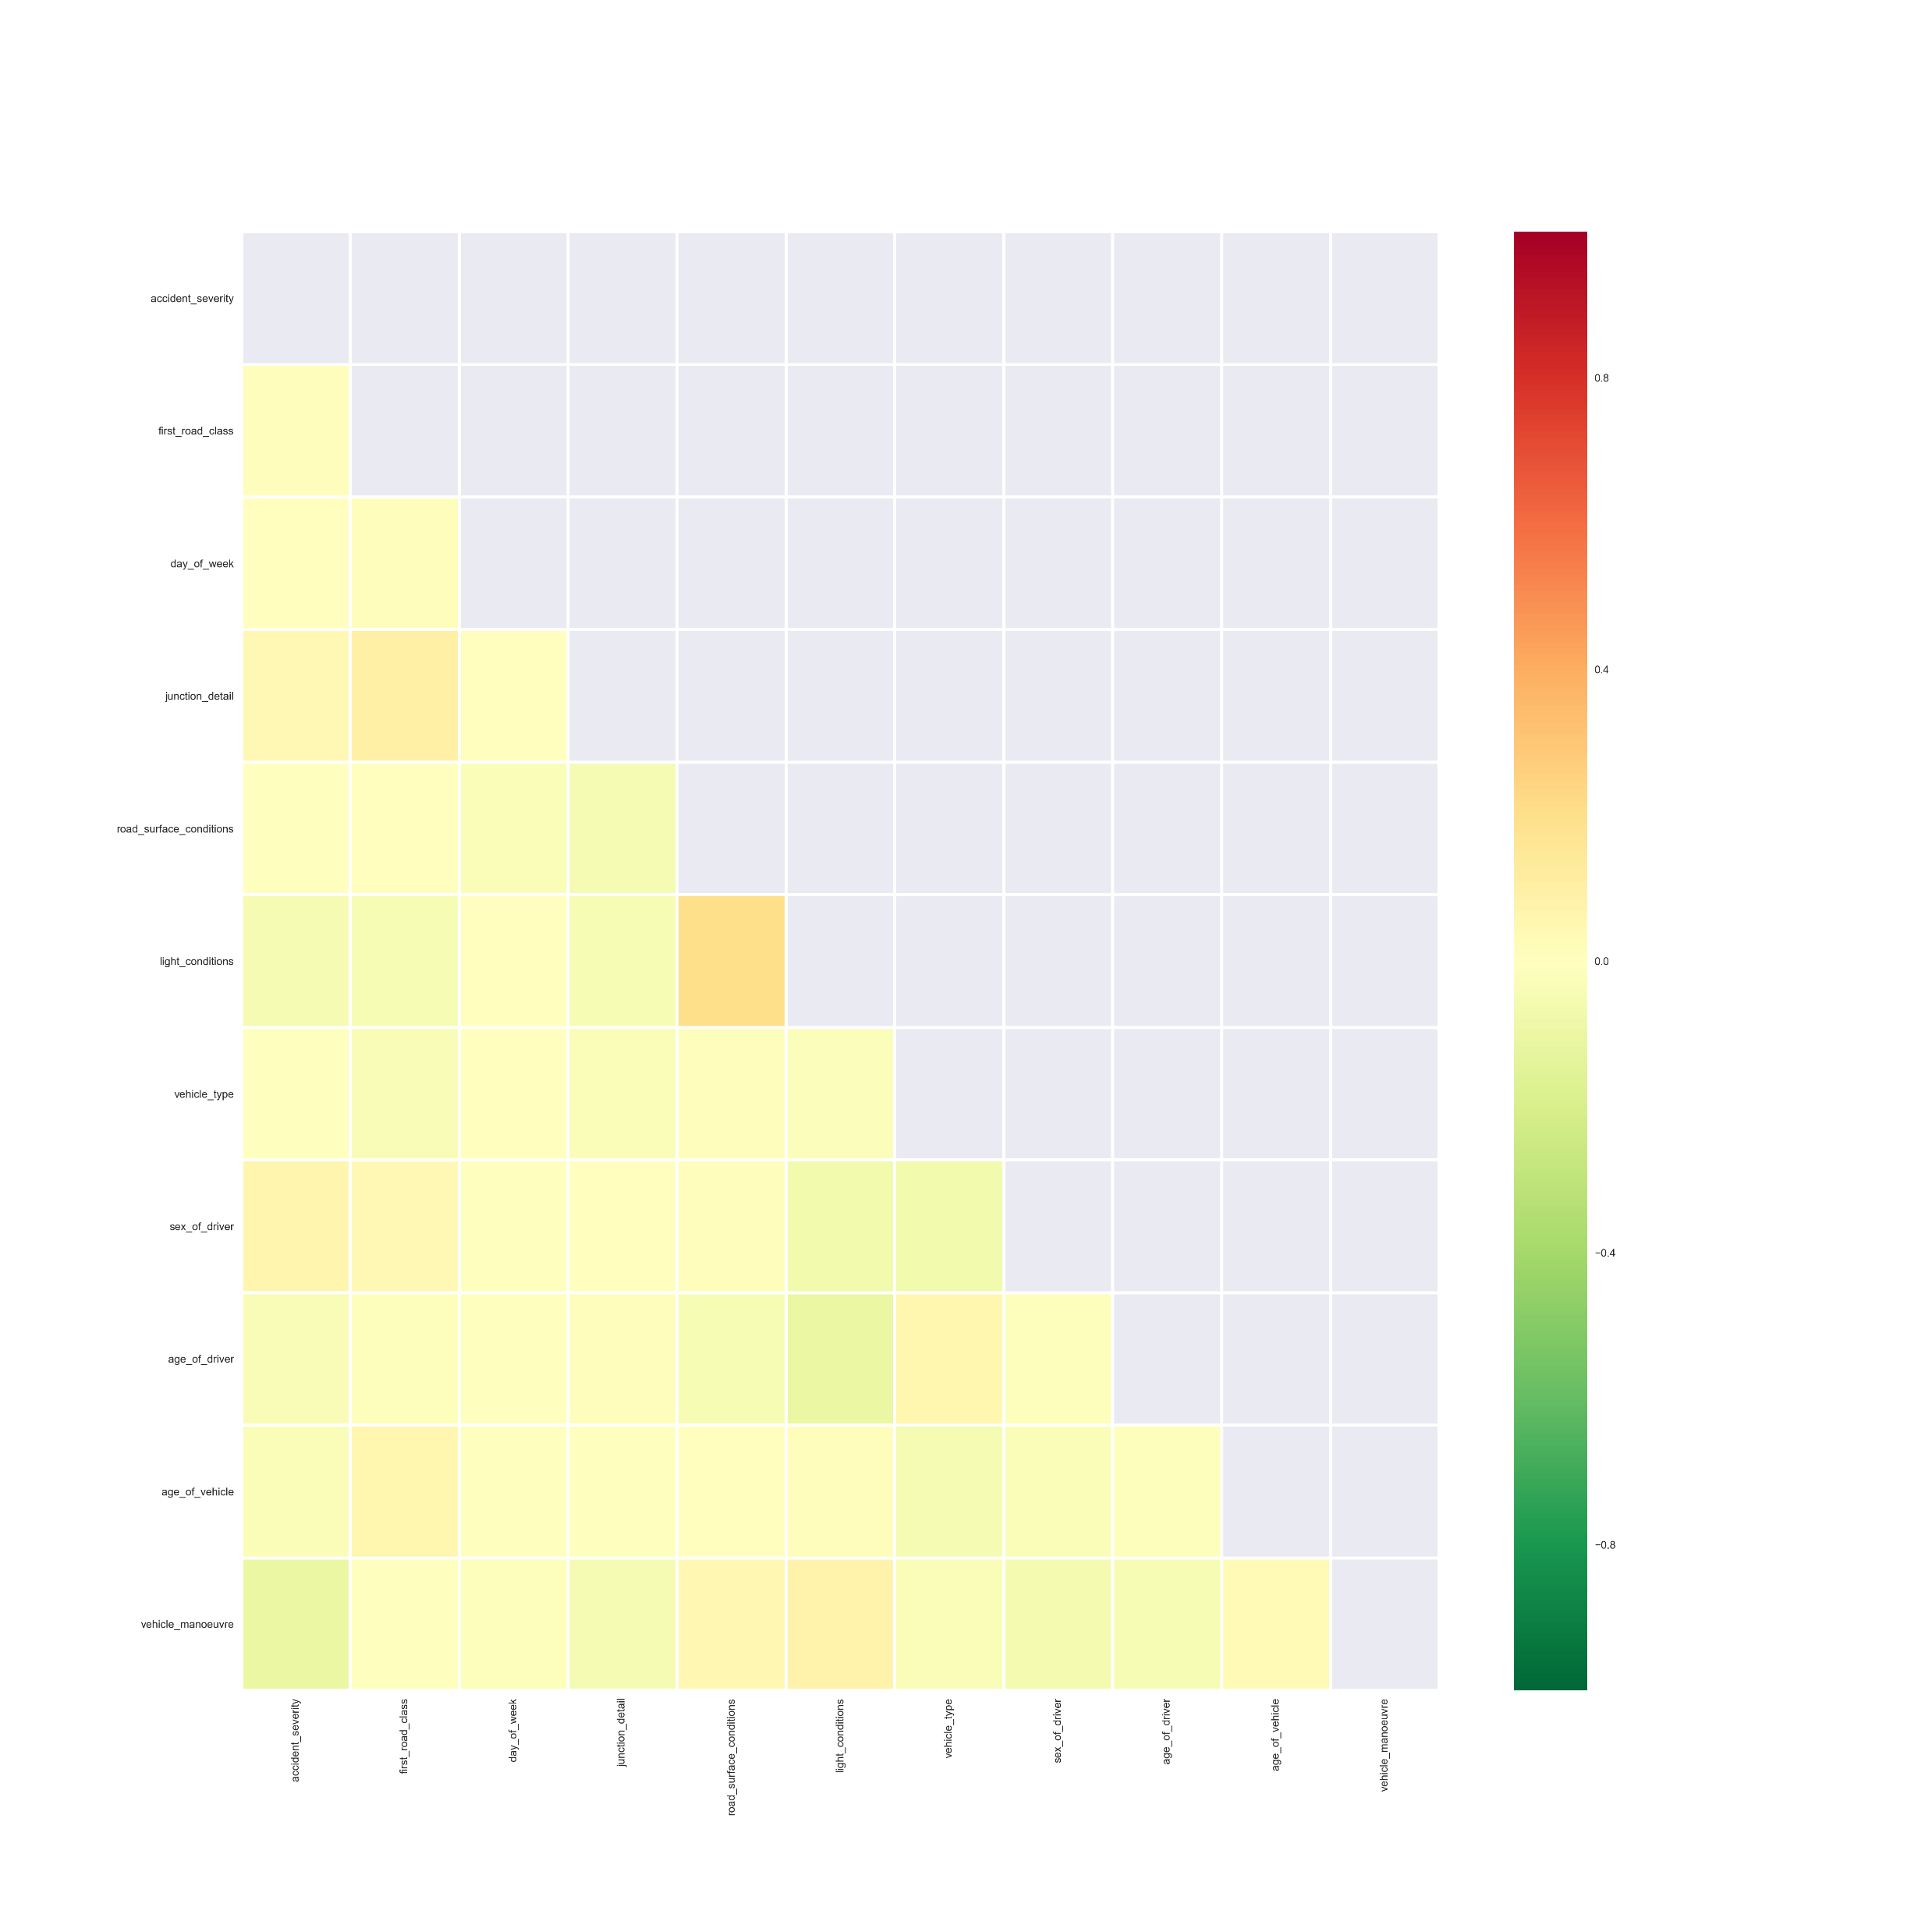 accident_severity
first_road_class
day_of_week
junction_detail
road_surface_conditions
light_conditions
vehicle_type
sex_of_driver
age_of_driver
age_of_vehicle
vehicle_manoeuvre
accident_severity
first_road_class
day_of_week
junction_detail
road_surface_conditions
light_conditions
vehicle_type
sex_of_driver
age_of_driver
age_of_vehicle
vehicle_manoeuvre
0.8
0.4
0.0
−0.4
−0.8